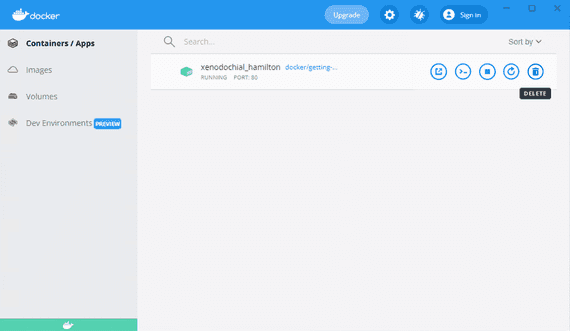 docker
Upgrade
Sign in
Containers / Apps
Images
Volumes
Dev Environments PREVIEW
Search...
Sort by
xenodochial_hamilton docker/getting-...
RUNNING PORT: 80
DELETE